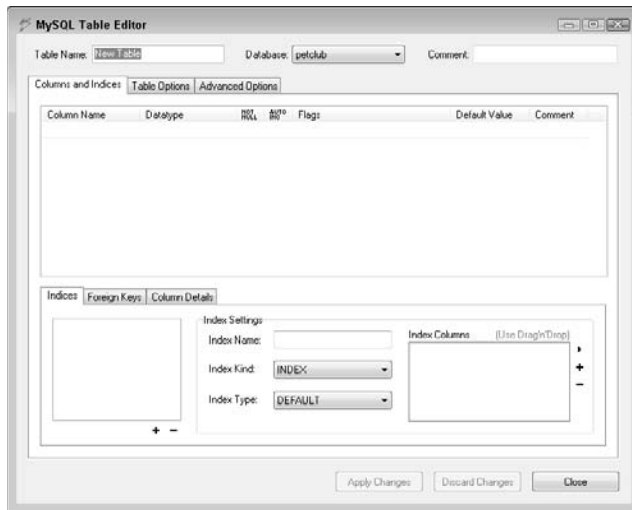 MySQL Table Editor
Table Name: New Table Database: petclub Comment:
Columns and Indices Table Options Advanced Options
Column Name Datatype NOT NULL AUTO INC Flags Default Value Comment
Indices Foreign Keys Column Details
Index Settings
Index Name: Index Columns (Use Drag'n'Drop)
Index Kind: INDEX
Index Type: DEFAULT
+ −
+
−
Apply Changes Discard Changes Close